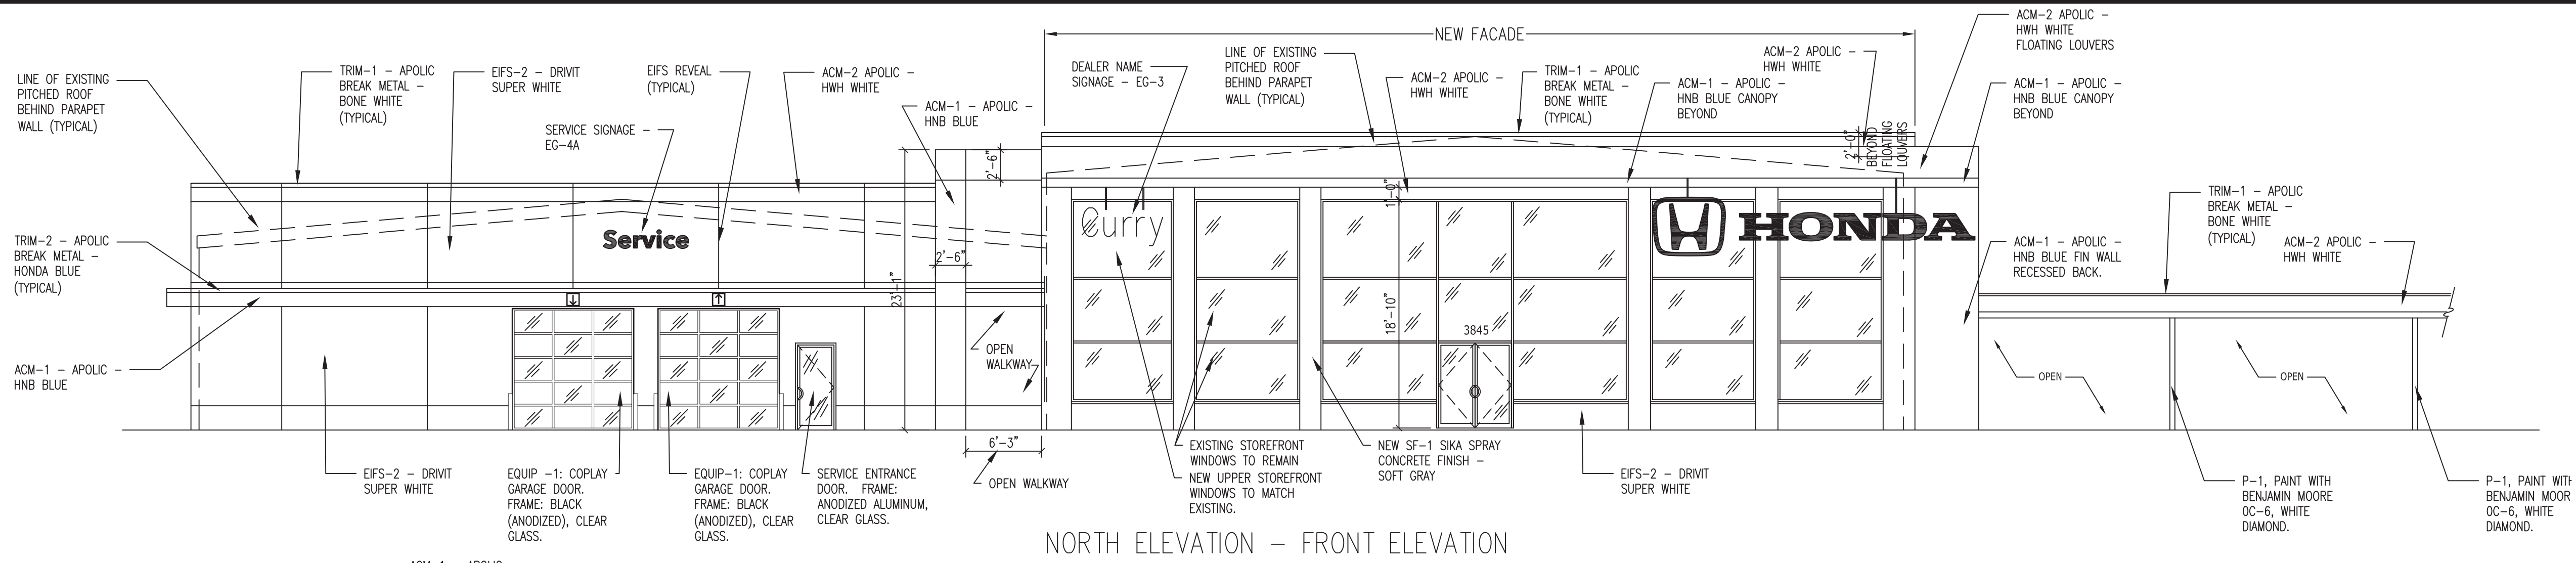 LINE OF EXISTING
PITCHED ROOF
BEHIND PARAPET
WALL (TYPICAL)
TRIM-1 - APOLIC
BREAK METAL -
BONE WHITE
(TYPICAL)
EIFS-2 - DRIVIT
SUPER WHITE
EIFS REVEAL
(TYPICAL)
SERVICE SIGNAGE -
EG-4A
ACM-2 APOLIC -
HWH WHITE
ACM-1 - APOLIC -
HNB BLUE
NEW FACADE
DEALER NAME
SIGNAGE - EG-3
LINE OF EXISTING
PITCHED ROOF
BEHIND PARAPET
WALL (TYPICAL)
ACM-2 APOLIC -
HWH WHITE
TRIM-1 - APOLIC
BREAK METAL -
BONE WHITE
(TYPICAL)
ACM-1 - APOLIC -
HNB BLUE CANOPY
BEYOND
ACM-2 APOLIC -
HWH WHITE
ACM-2 APOLIC -
HWH WHITE
FLOATING LOUVERS
ACM-1 - APOLIC -
HNB BLUE CANOPY
BEYOND
2'-0"
BEYOND
FLOATING
LOUVERS
TRIM-2 - APOLIC
BREAK METAL -
HONDA BLUE
(TYPICAL)
ACM-1 - APOLIC -
HNB BLUE
Service
2'-6"
2'-6"
23'-1"
1'-0"
18'-10"
Curry
HONDA
3845
OPEN
WALKWAY
TRIM-1 - APOLIC
BREAK METAL -
BONE WHITE
(TYPICAL)
ACM-2 APOLIC -
HWH WHITE
ACM-1 - APOLIC -
HNB BLUE FIN WALL
RECESSED BACK.
OPEN
OPEN
6'-3"
OPEN WALKWAY
EIFS-2 - DRIVIT
SUPER WHITE
EQUIP -1: COPLAY
GARAGE DOOR.
FRAME: BLACK
(ANODIZED), CLEAR
GLASS.
EQUIP-1: COPLAY
GARAGE DOOR.
FRAME: BLACK
(ANODIZED), CLEAR
GLASS.
SERVICE ENTRANCE
DOOR. FRAME:
ANODIZED ALUMINUM,
CLEAR GLASS.
EXISTING STOREFRONT
WINDOWS TO REMAIN
NEW UPPER STOREFRONT
WINDOWS TO MATCH
EXISTING.
NEW SF-1 SIKA SPRAY
CONCRETE FINISH -
SOFT GRAY
EIFS-2 - DRIVIT
SUPER WHITE
P-1, PAINT WITH
BENJAMIN MOORE
OC-6, WHITE
DIAMOND.
P-1, PAINT WITH
BENJAMIN MOOR
OC-6, WHITE
DIAMOND.
NORTH ELEVATION - FRONT ELEVATION